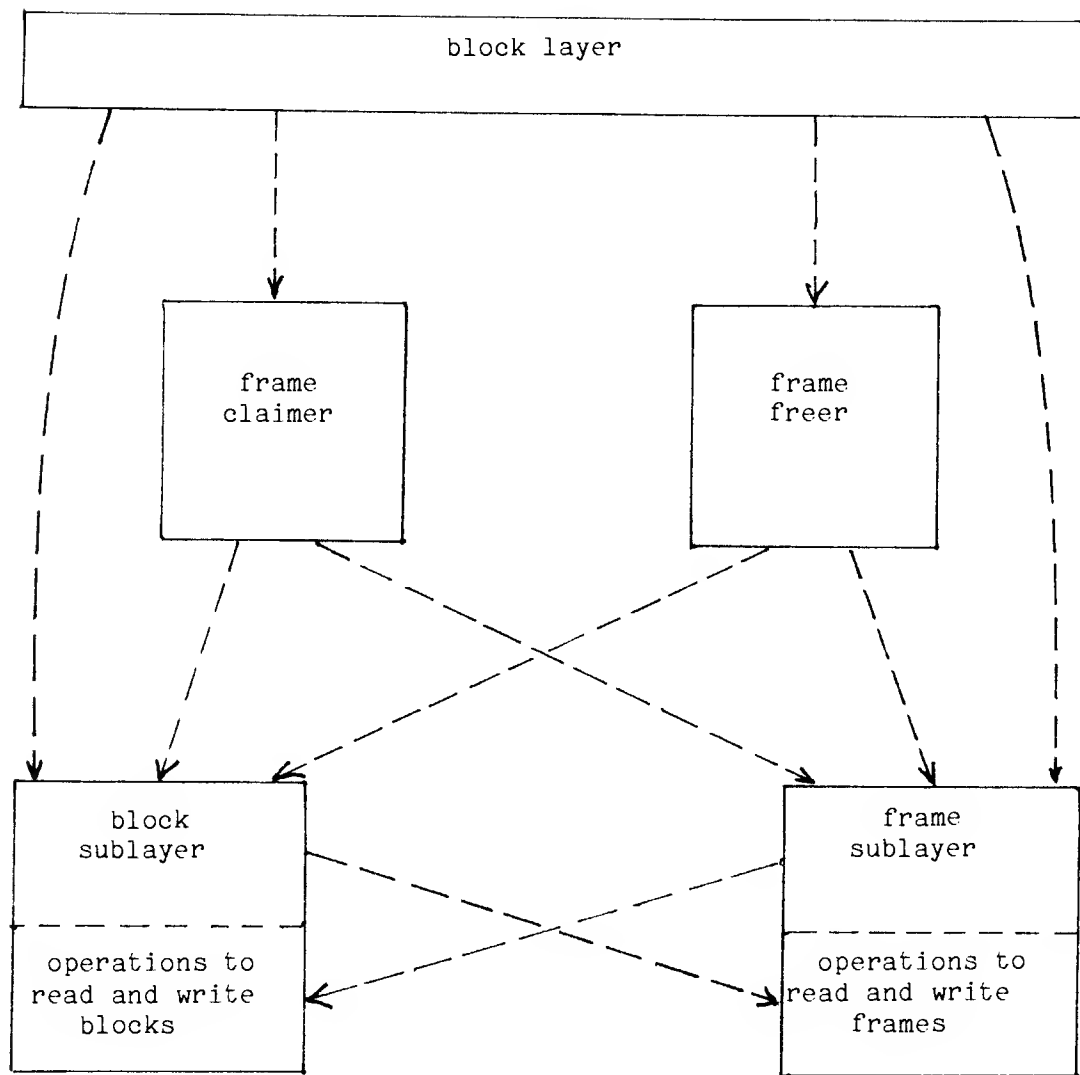 block layer
frame
claimer
frame
freer
block
sublayer
operations to
read and write
blocks
frame
sublayer
operations to
read and write
frames